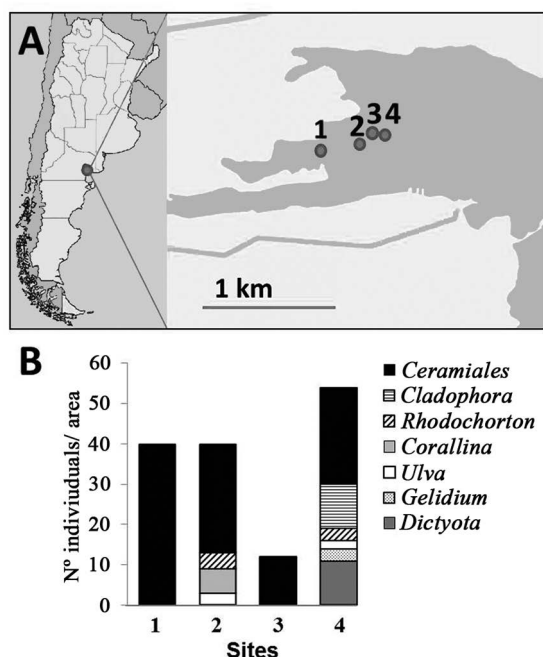 A
1 2 3 4
1 km
B
Nº indiviuduals/ area
60
50
40
30
20
10
0
1 2 3 4
Sites
Ceramiales
Cladophora
Rhodochorton
Corallina
Ulva
Gelidium
Dictyota